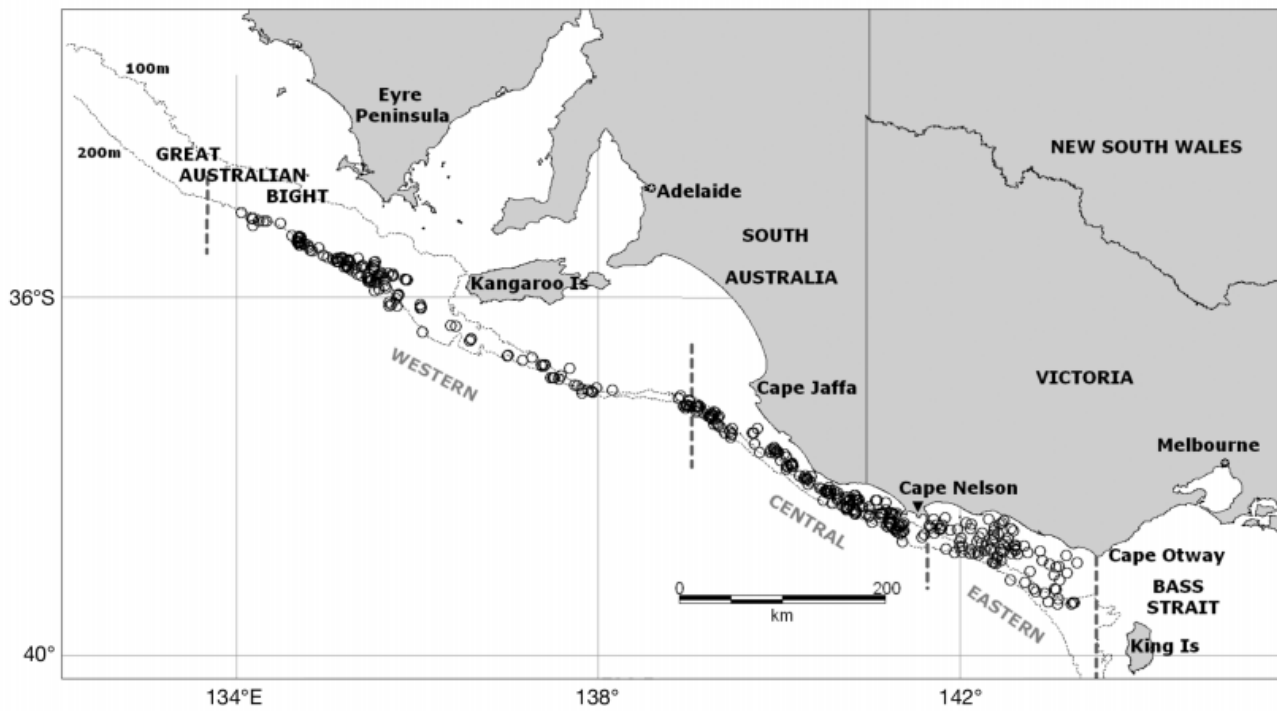 100m
Eyre
Peninsula
200m
GREAT
AUSTRALIAN
BIGHT
NEW SOUTH WALES
Adelaide
SOUTH
AUSTRALIA
Kangaroo Is
36°S
WESTERN
VICTORIA
Cape Jaffa
Melbourne
Cape Nelson
CENTRAL
Cape Otway
0 200
km
EASTERN
BASS
STRAIT
King Is
40°
134°E 138° 142°